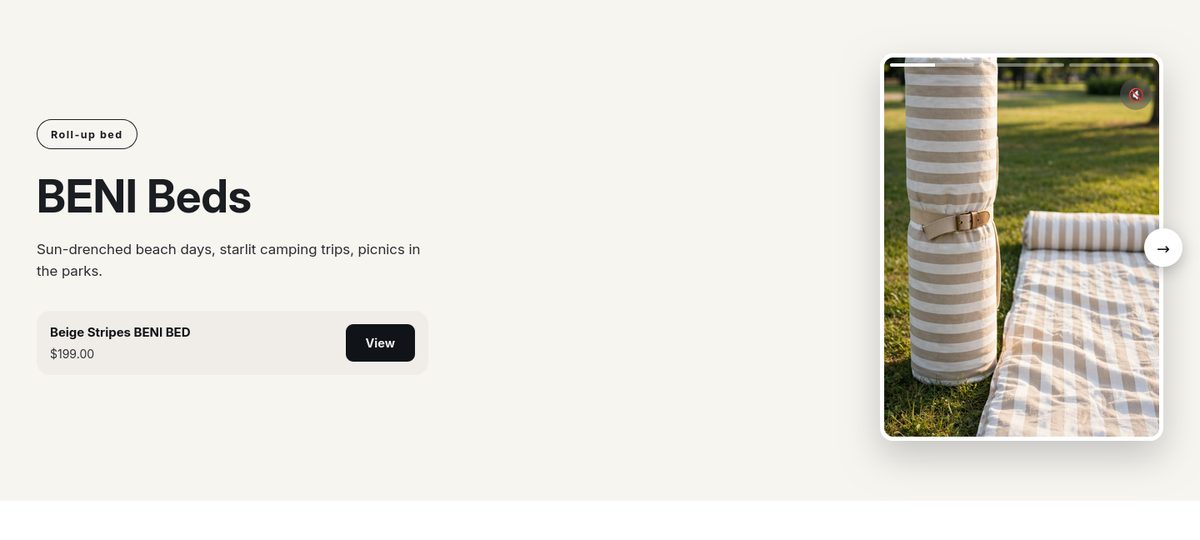 Roll-up bed
BENI Beds
Sun-drenched beach days, starlit camping trips, picnics in
the parks.
Beige Stripes BENI BED
$199.00
View
→